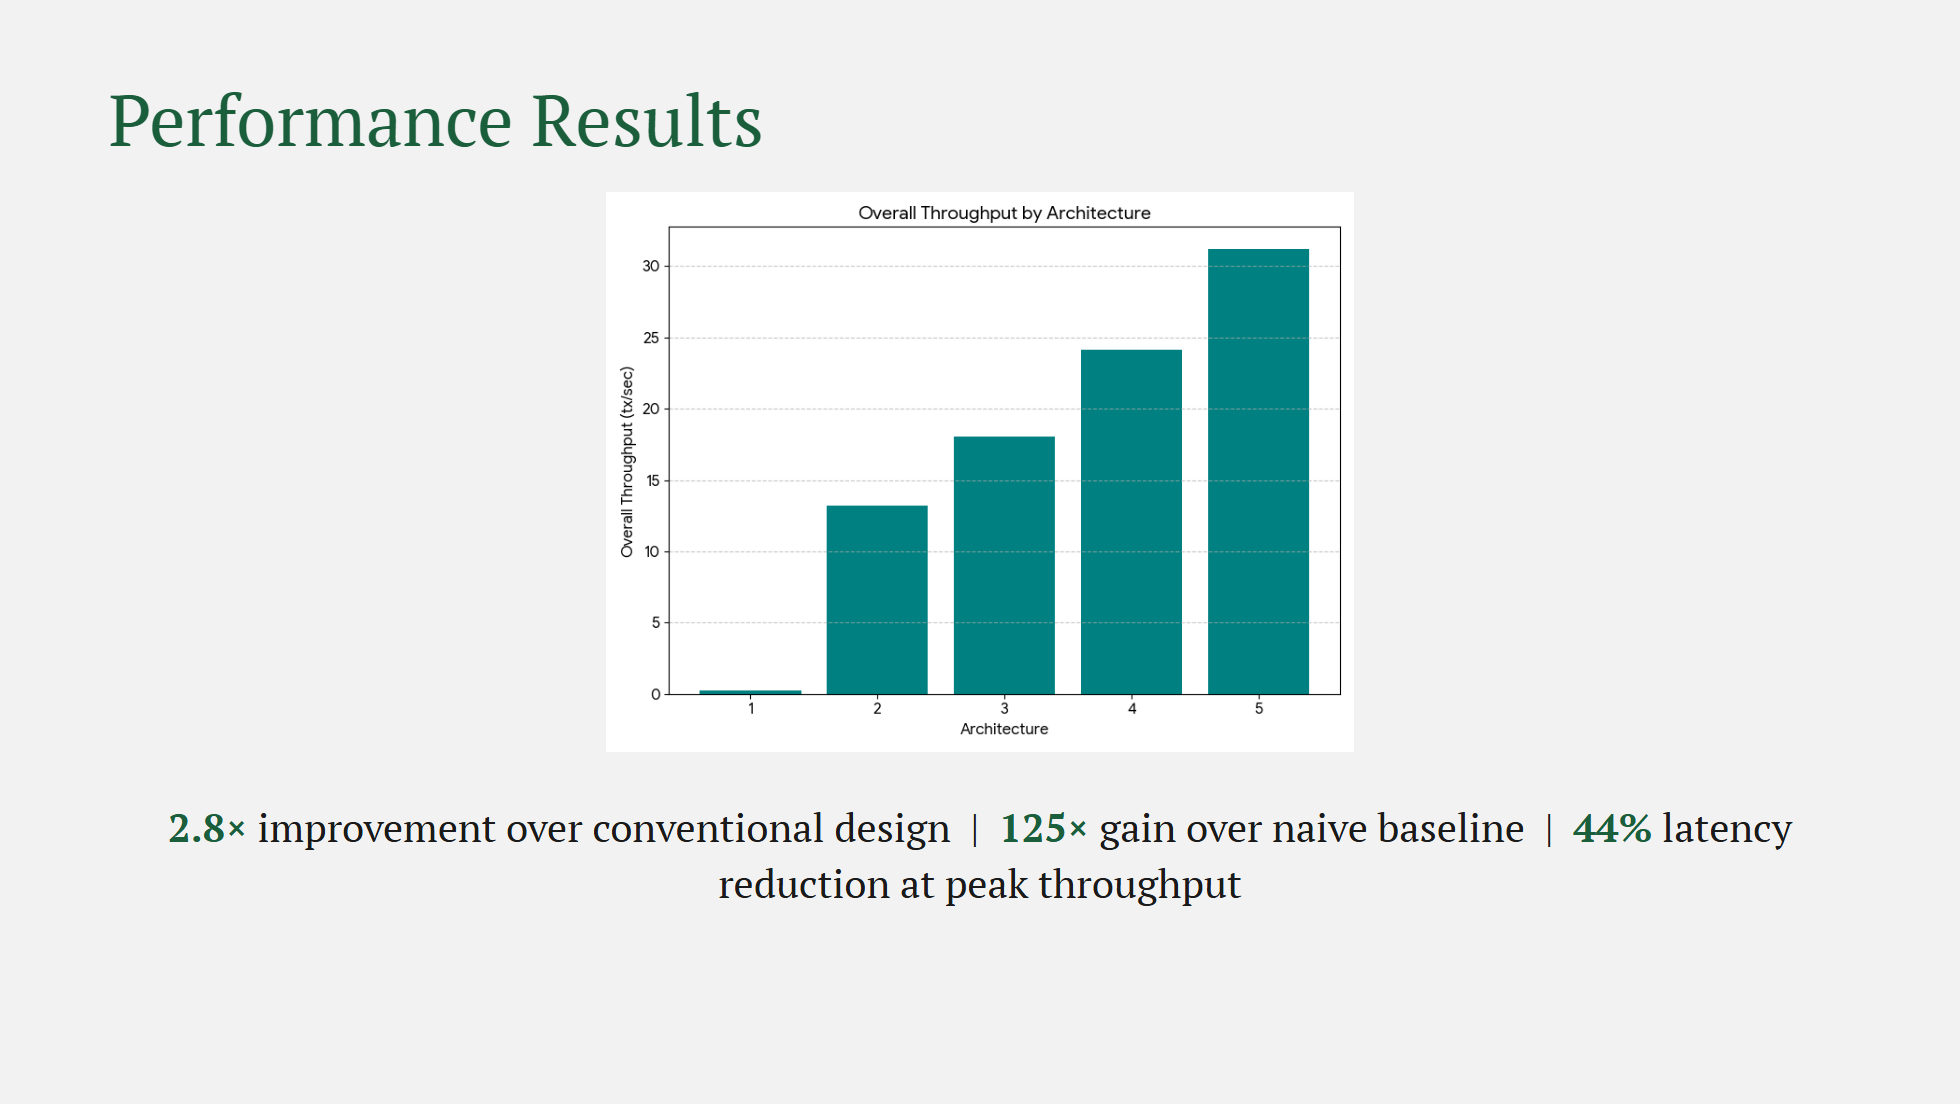 Performance Results
Overall Throughput by Architecture
Overall Throughput (tx/sec)
30
25
20
15
10
5
0
1 2 3 4 5
Architecture
2.8× improvement over conventional design | 125× gain over naive baseline | 44% latency
reduction at peak throughput